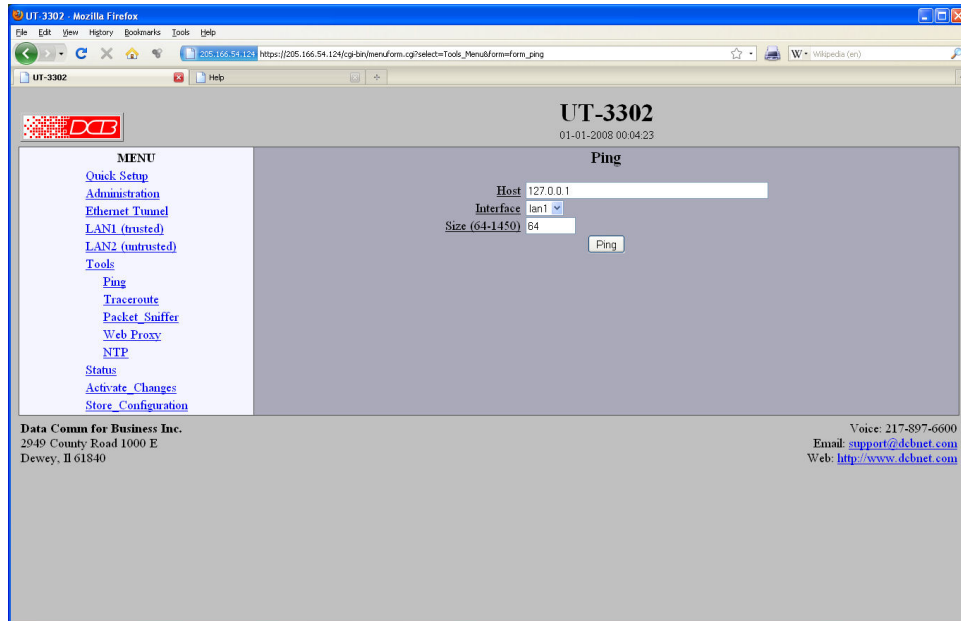 UT-3302 - Mozilla Firefox
File Edit View History Bookmarks Tools Help
205.166.54.124 https://205.166.54.124/cgi-bin/menuform.cgi?select=Tools_Menu&form=form_ping
W Wikipedia (en)
UT-3302
Help
DCB
UT-3302
01-01-2008 00:04:23
MENU
Quick Setup
Administration
Ethernet Tunnel
LAN1 (trusted)
LAN2 (untrusted)
Tools
Ping
Traceroute
Packet_Sniffer
Web Proxy
NTP
Status
Activate_Changes
Store_Configuration
Ping
Host 127.0.0.1
Interface lan1
Size (64-1450) 64
Ping
Data Comm for Business Inc.
2949 County Road 1000 E
Dewey, Il 61840
Voice: 217-897-6600
Email: support@dcbnet.com
Web: http://www.dcbnet.com